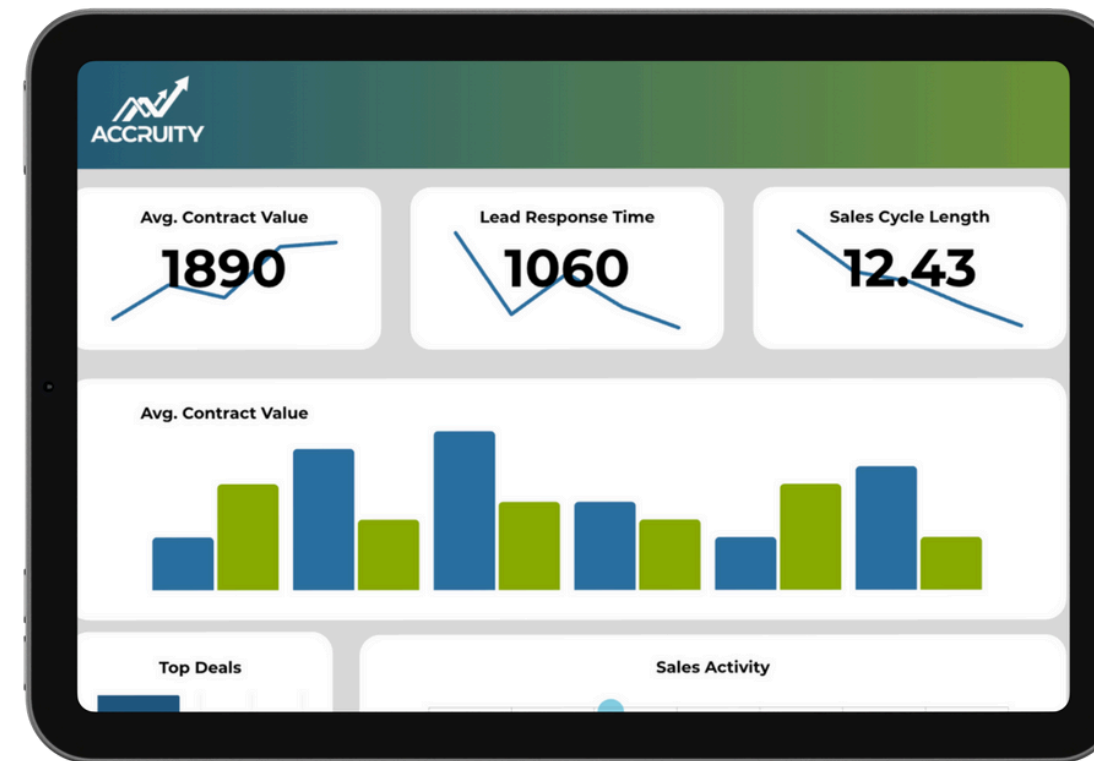 ACCRUITY
Avg. Contract Value
1890
Lead Response Time
1060
Sales Cycle Length
12.43
Avg. Contract Value
Top Deals
Sales Activity